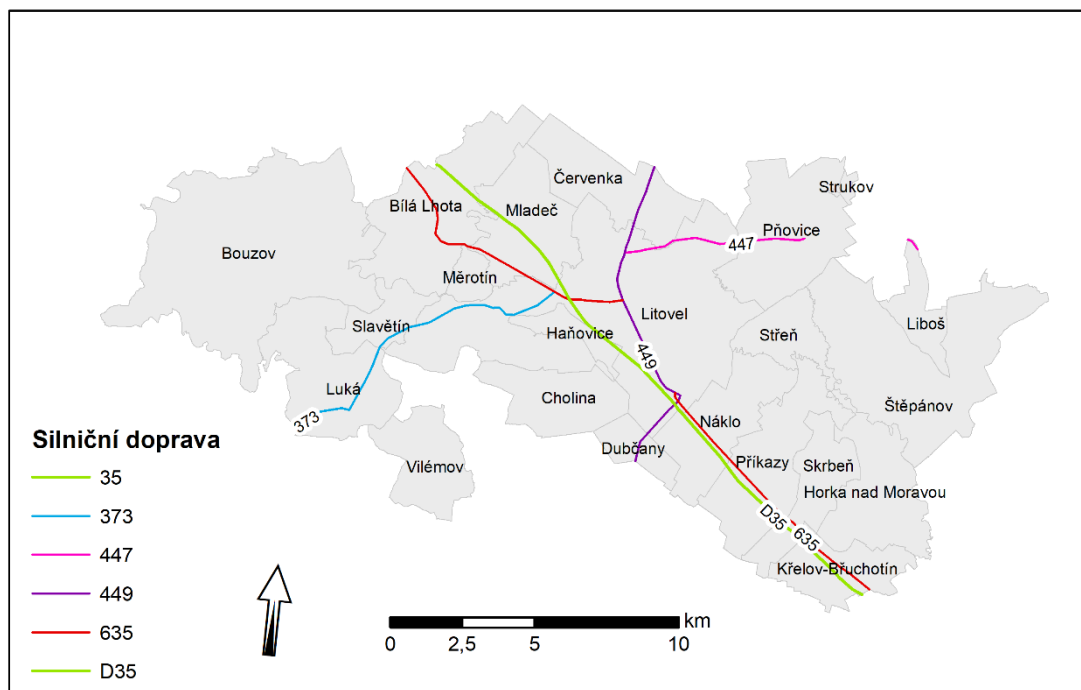 Červenka
Strukov
Bílá Lhota
Mladeč
Pňovice
447
Bouzov
Měrotín
Slavětín
Haňovice
Litovel
Střeň
Liboš
449
Luká
Cholina
Štěpánov
373
Náklo
Silniční doprava
Dubčany
Příkazy
Skrbeň
Vilémov
Horka nad Moravou
35
D35
635
373
Křelov-Břuchotín
447
449
635
D35
km
0 2,5 5 10